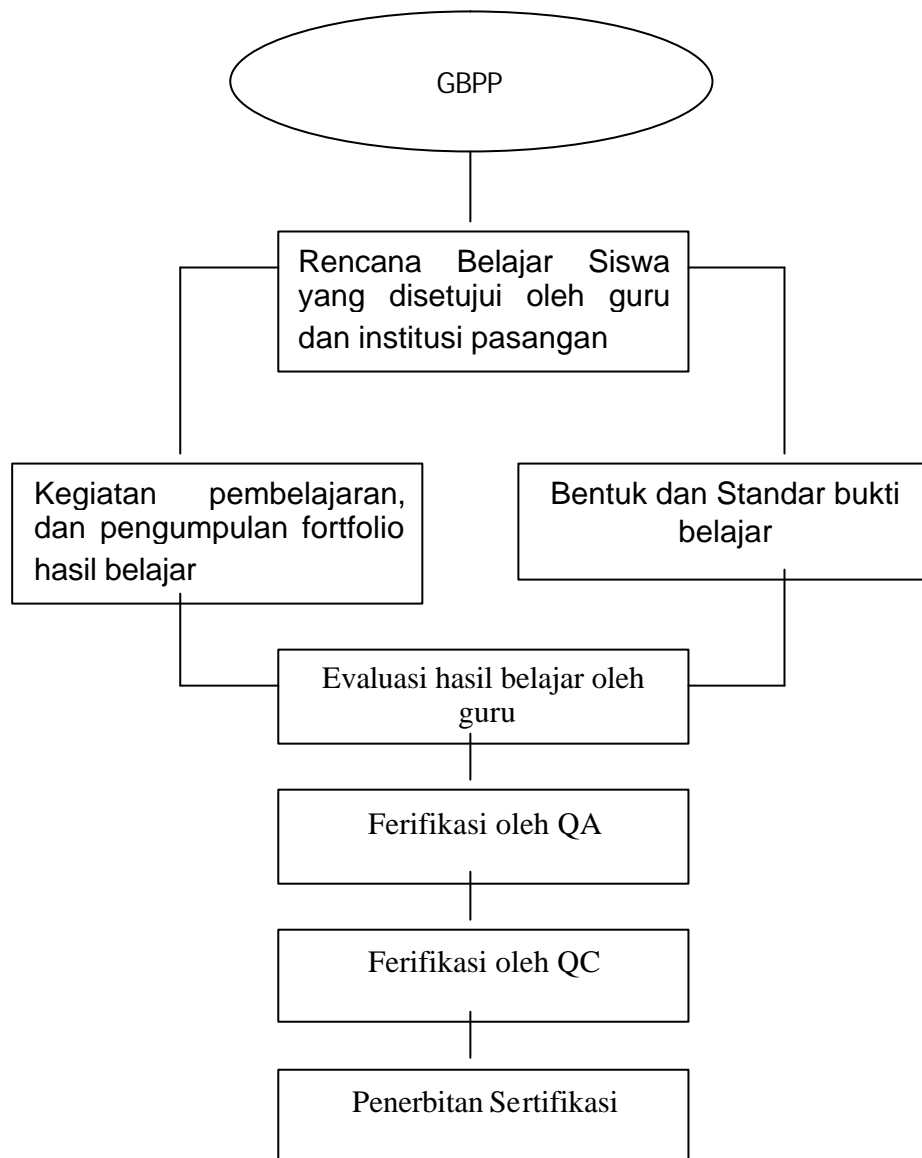 GBPP
Rencana Belajar Siswa
yang disetujui oleh guru
dan institusi pasangan
Kegiatan pembelajaran,
dan pengumpulan fortfolio
hasil belajar
Bentuk dan Standar bukti
belajar
Evaluasi hasil belajar oleh
guru
Ferifikasi oleh QA
Ferifikasi oleh QC
Penerbitan Sertifikasi